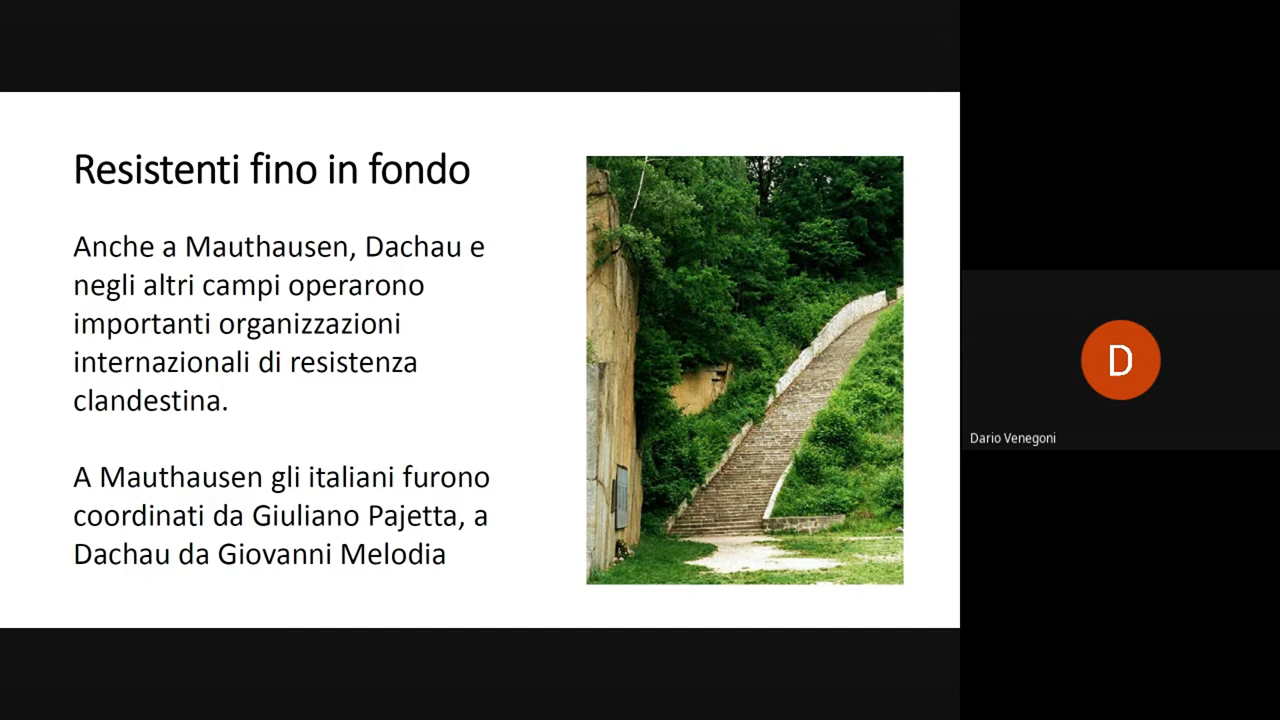 Resistenti fino in fondo
Anche a Mauthausen, Dachau e
negli altri campi operarono
importanti organizzazioni
internazionali di resistenza
clandestina.
A Mauthausen gli italiani furono
coordinati da Giuliano Pajetta, a
Dachau da Giovanni Melodia
D
Dario Venegoni